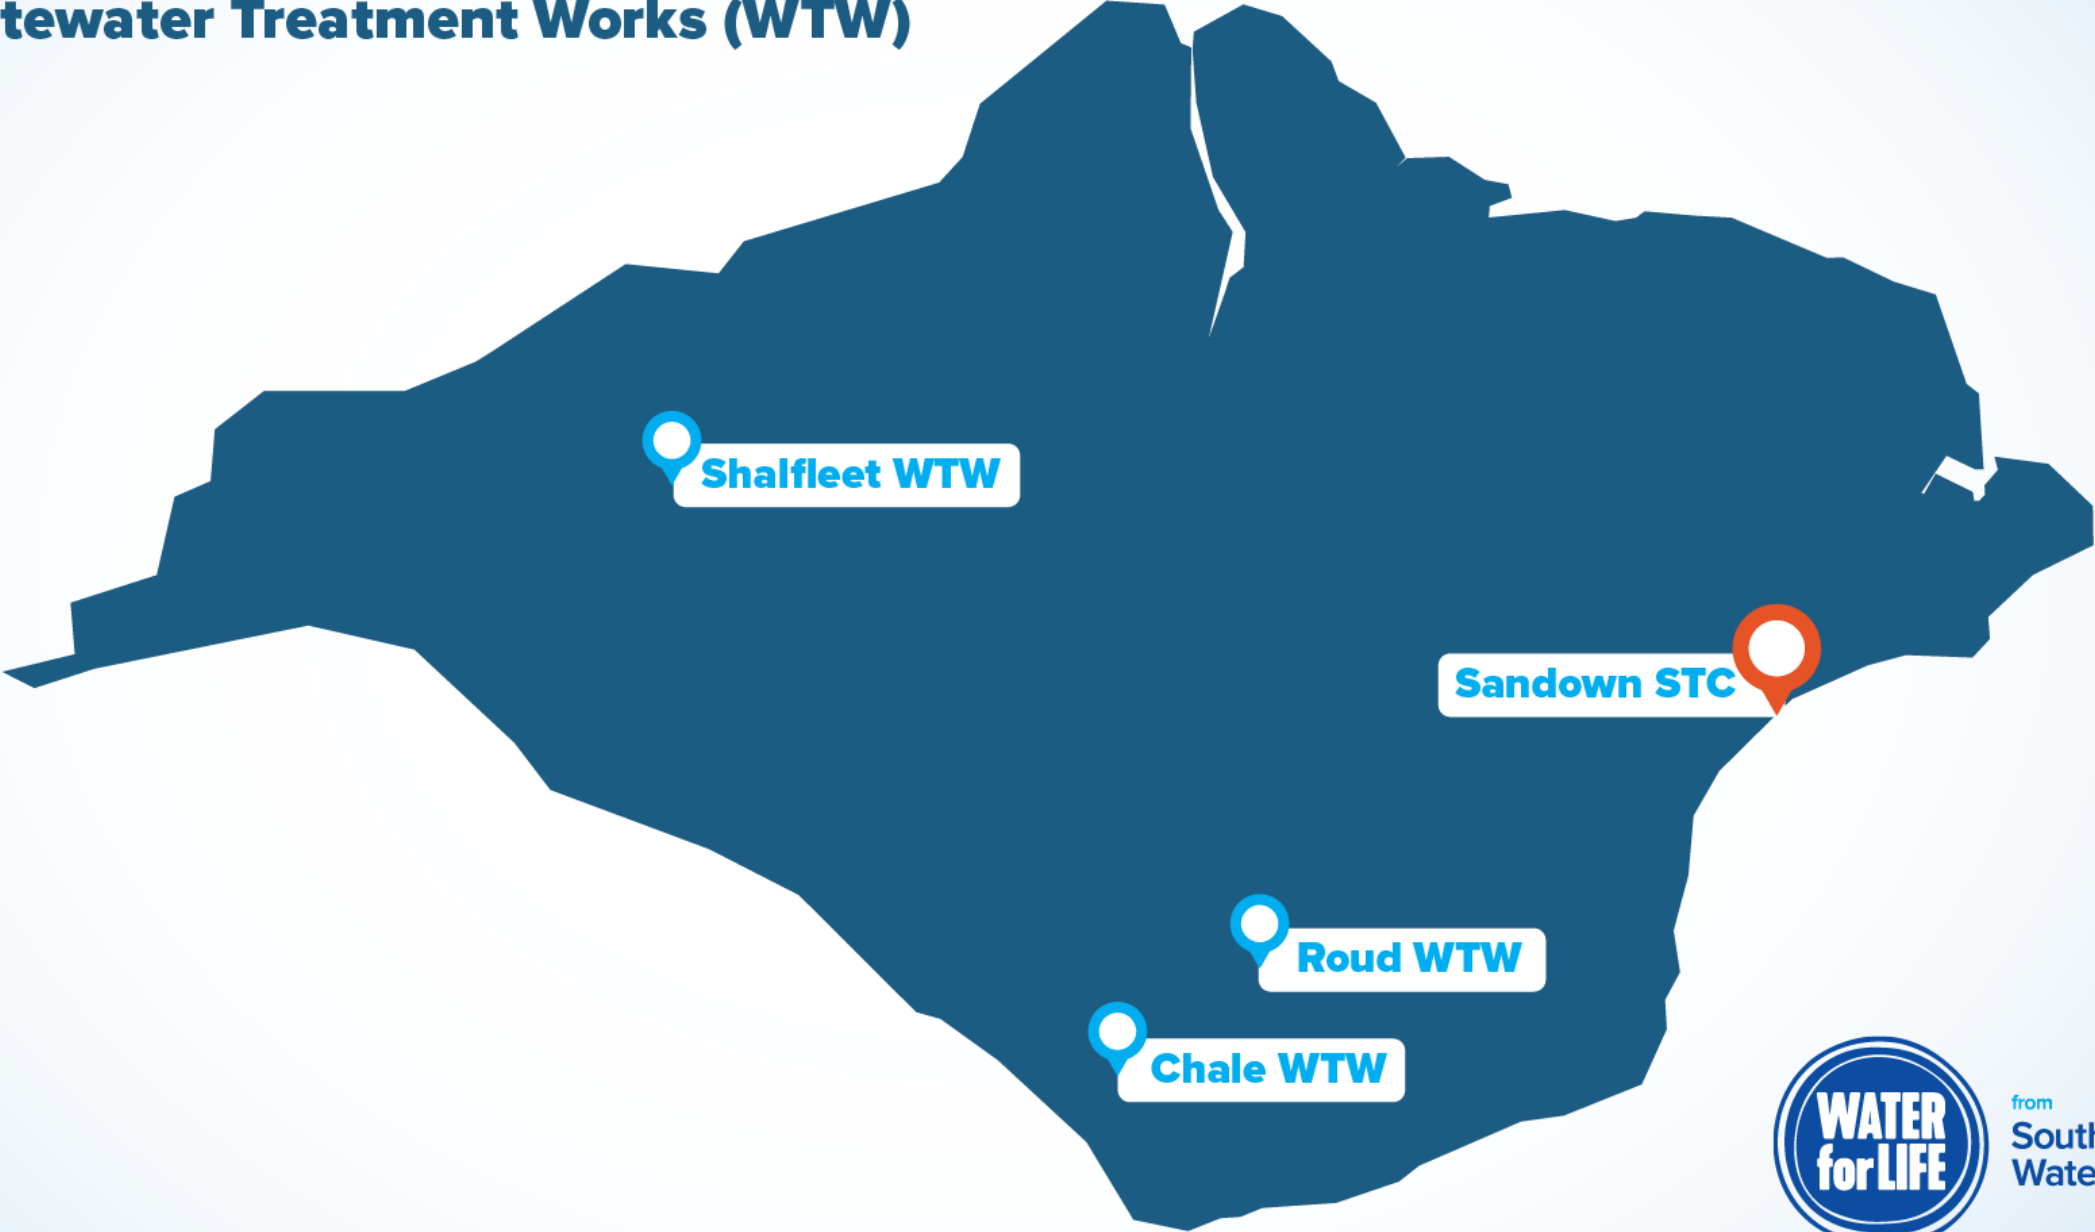 tewater Treatment Works (WTW)
Shalfleet WTW
Sandown STC
Roud WTW
Chale WTW
WATER
for LIFE
from
South
Wate